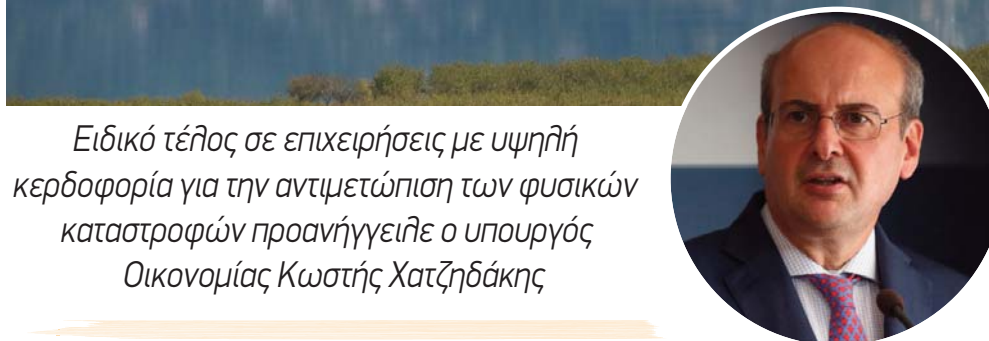 Ειδικό τέλος σε επιχειρήσεις με υψηλή
κερδοφορία για την αντιμετώπιση των φυσικών
καταστροφών προανήγγειλε ο υπουργός
Οικονομίας Κωστής Χατζηδάκης